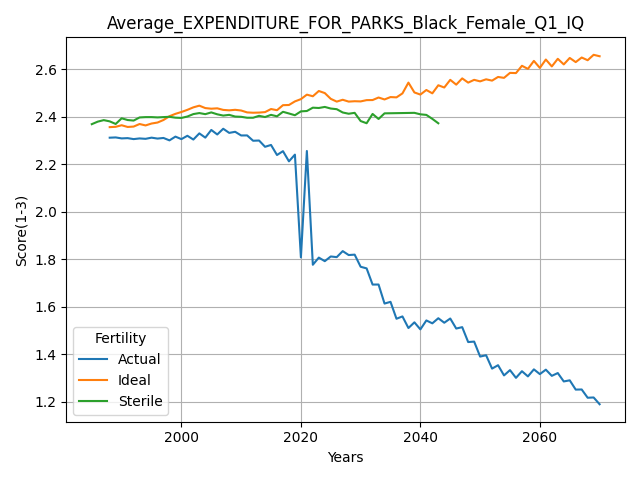 Average_EXPENDITURE_FOR_PARKS_Black_Female_Q1_IQ
Score(1-3)
2.6
2.4
2.2
2.0
1.8
1.6
1.4
1.2
Fertility
Actual
Ideal
Sterile
2000 2020 2040 2060
Years